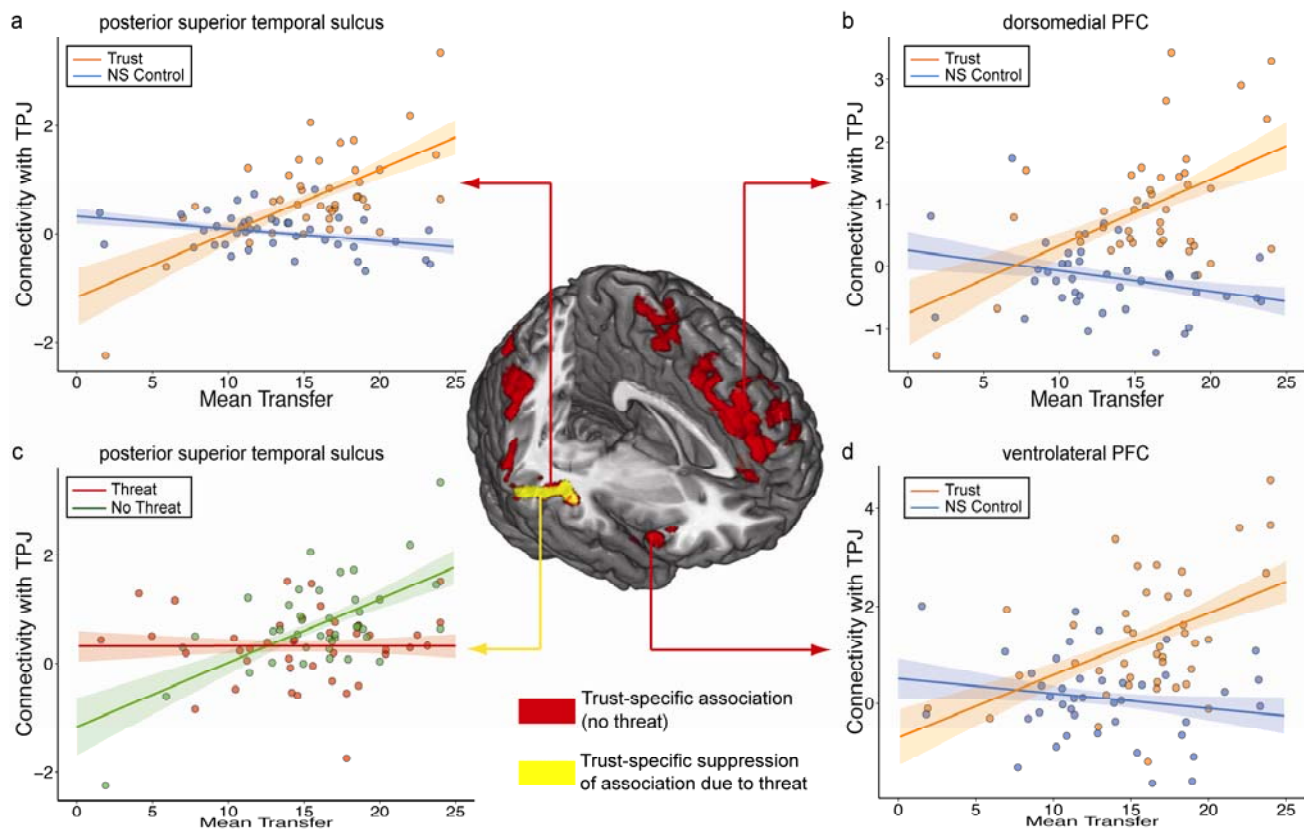 a
posterior superior temporal sulcus
Trust
NS Control
Connectivity with TPJ
2
0
−2
0
5
10
15
20
25
Mean Transfer
b
dorsomedial PFC
Trust
NS Control
Connectivity with TPJ
3
2
1
0
−1
0
5
10
15
20
25
Mean Transfer
c
posterior superior temporal sulcus
Threat
No Threat
Connectivity with TPJ
2
0
−2
0
5
10
15
20
25
Mean Transfer
Trust-specific association
(no threat)
Trust-specific suppression
of association due to threat
d
ventrolateral PFC
Trust
NS Control
Connectivity with TPJ
4
2
0
0
5
10
15
20
25
Mean Transfer